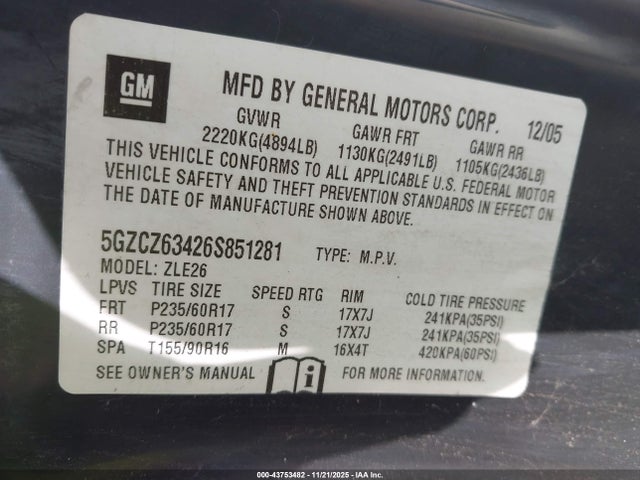 GM
MFD BY GENERAL MOTORS CORP. 12/05
GVWR GAWR FRT GAWR RR
2220KG(4894LB) 1130KG(2491LB) 1105KG(2436LB)
THIS VEHICLE CONFORMS TO ALL APPLICABLE U.S. FEDERAL MOTOR
VEHICLE SAFETY AND THEFT PREVENTION STANDARDS IN EFFECT ON
THE DATE OF MANUFACTURE SHOWN ABOVE.
5GZCZ63426S851281 TYPE: M.P.V.
MODEL: ZLE26
LPVS TIRE SIZE SPEED RTG RIM COLD TIRE PRESSURE
FRT P235/60R17 S 17X7J 241KPA(35PSI)
RR P235/60R17 S 17X7J 241KPA(35PSI)
SPA T155/90R16 M 16X4T 420KPA(60PSI)
SEE OWNER'S MANUAL i FOR MORE INFORMATION.
000-43753482 - 11/21/2025 - IAA Inc.